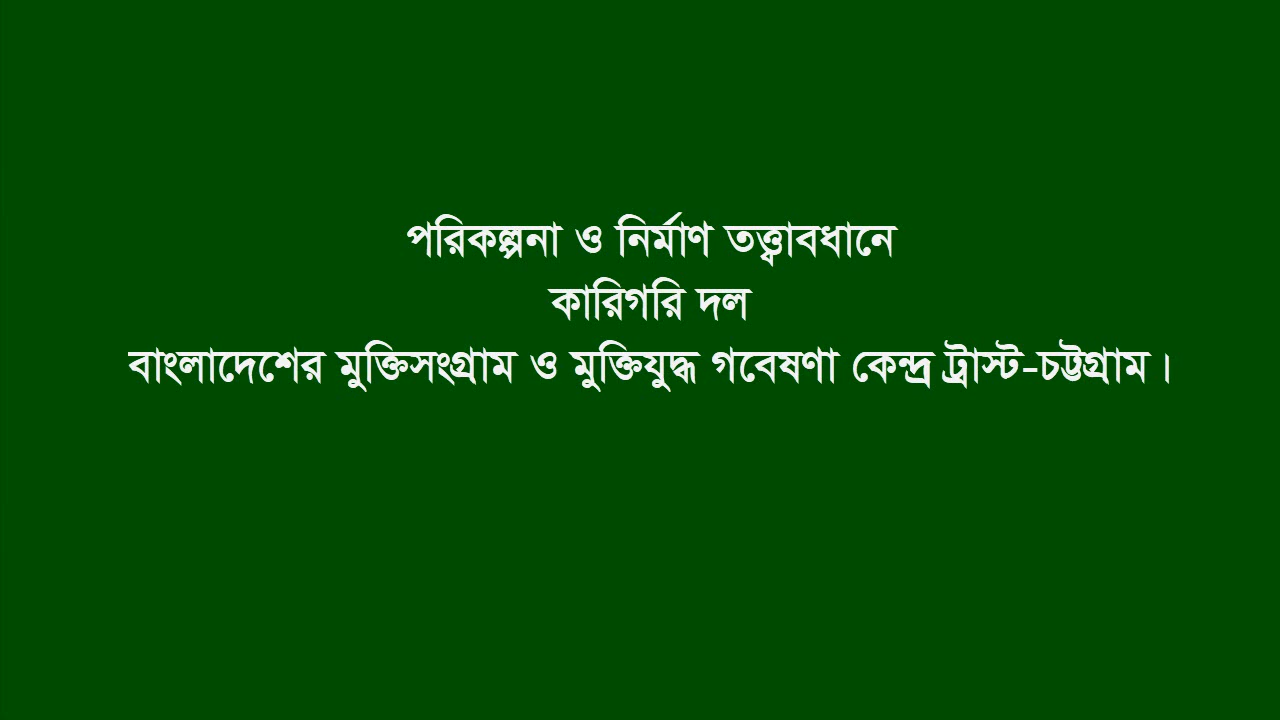 পরিকল্পনা ও নির্মাণ তত্ত্বাবধানে
কারিগরি দল
বাংলাদেশের মুক্তিসংগ্রাম ও মুক্তিযুদ্ধ গবেষণা কেন্দ্র ট্রাস্ট-চট্টগ্রাম।